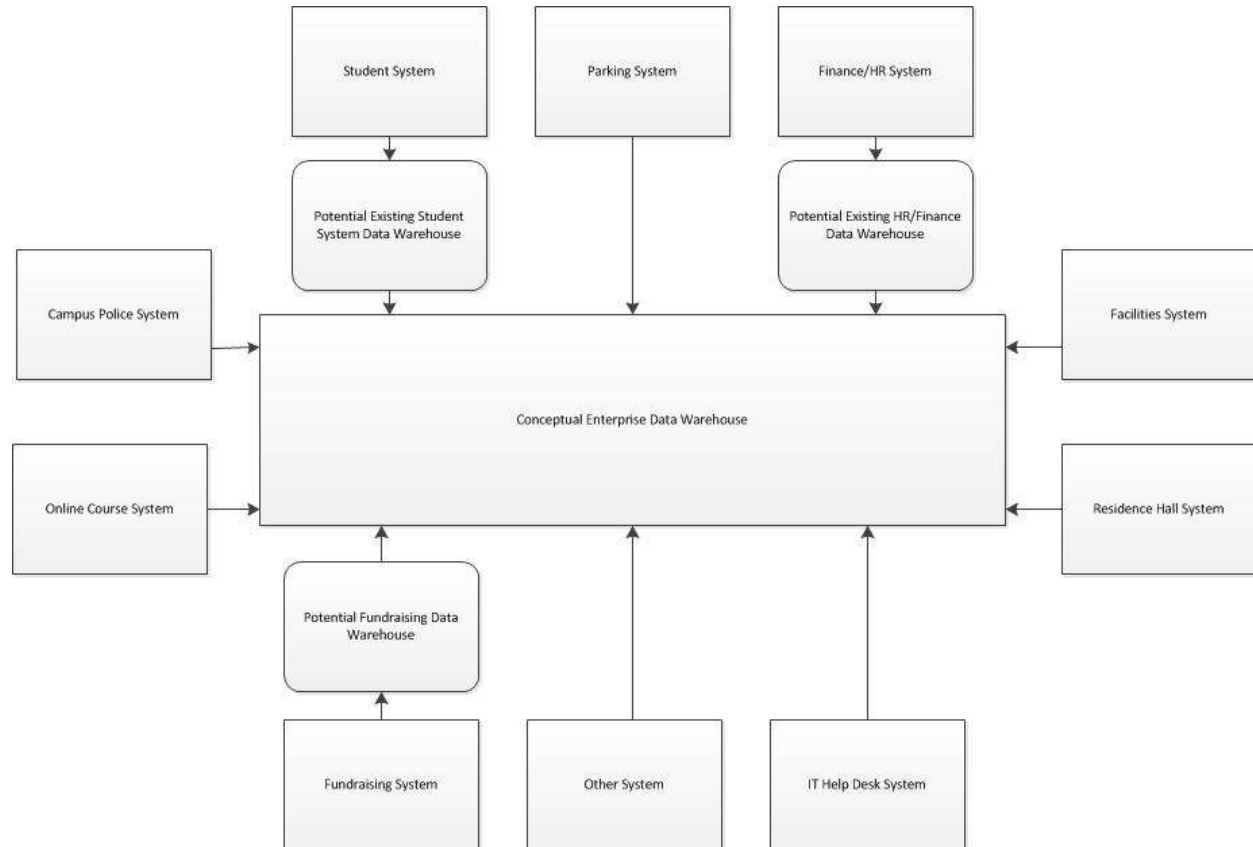 Student System
Parking System
Finance/HR System
Potential Existing Student
System Data Warehouse
Potential Existing HR/Finance
Data Warehouse
Campus Police System
Facilities System
Conceptual Enterprise Data Warehouse
Online Course System
Residence Hall System
Potential Fundraising Data
Warehouse
Fundraising System
Other System
IT Help Desk System